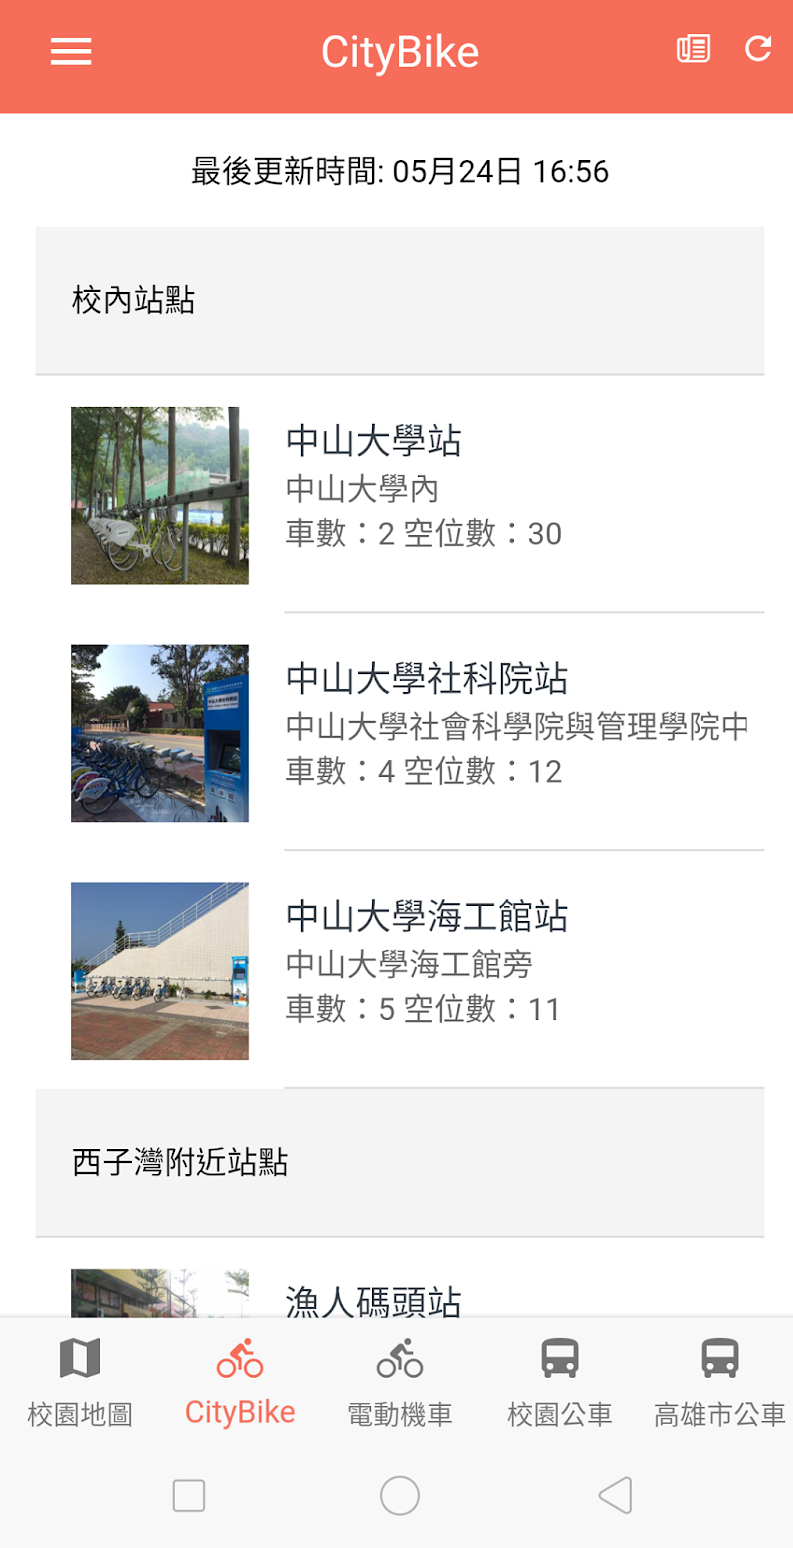 CityBike
最後更新時間: 05月24日 16:56
校內站點
中山大學站
中山大學內
車數：2 空位數：30
中山大學社科院站
中山大學社會科學院與管理學院中
車數：4 空位數：12
中山大學海工館站
中山大學海工館旁
車數：5 空位數：11
西子灣附近站點
漁人碼頭站
校園地圖
CityBike
電動機車
校園公車
高雄市公車